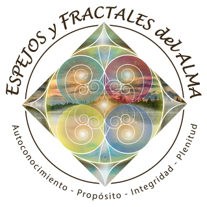 ESPEJOS y FRACTALES del ALMA
Autoconocimiento - Propósito - Integridad - Plenitud